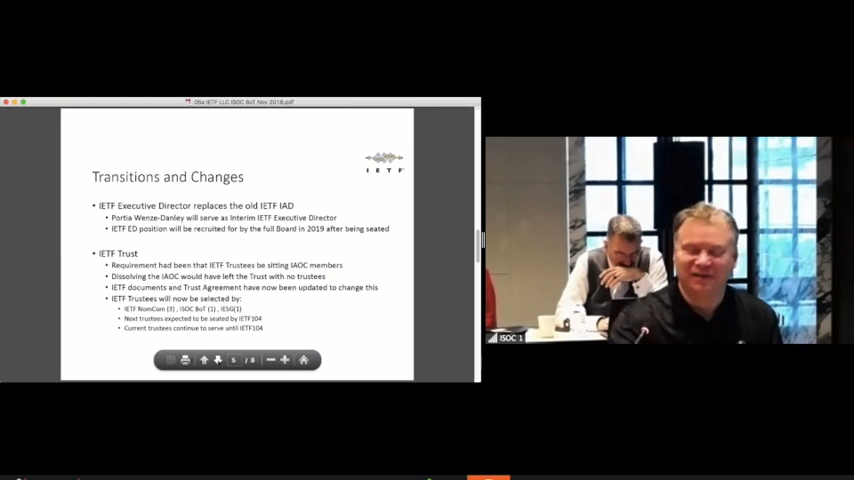 06a IETF LLC ISOC BoT Nov 2018.pdf
I E T F
Transitions and Changes
• IETF Executive Director replaces the old IETF IAD
• Portia Wenze-Danley will serve as Interim IETF Executive Director
• IETF ED position will be recruited for by the full Board in 2019 after being seated
• IETF Trust
• Requirement had been that IETF Trustees be sitting IAOC members
• Dissolving the IAOC would have left the Trust with no trustees
• IETF documents and Trust Agreement have now been updated to change this
• IETF Trustees will now be selected by:
• IETF NomCom (3) , ISOC BoT (1) , IESG(1)
• Next trustees expected to be seated by IETF104
• Current trustees continue to serve until IETF104
5 / 8
ISOC 1